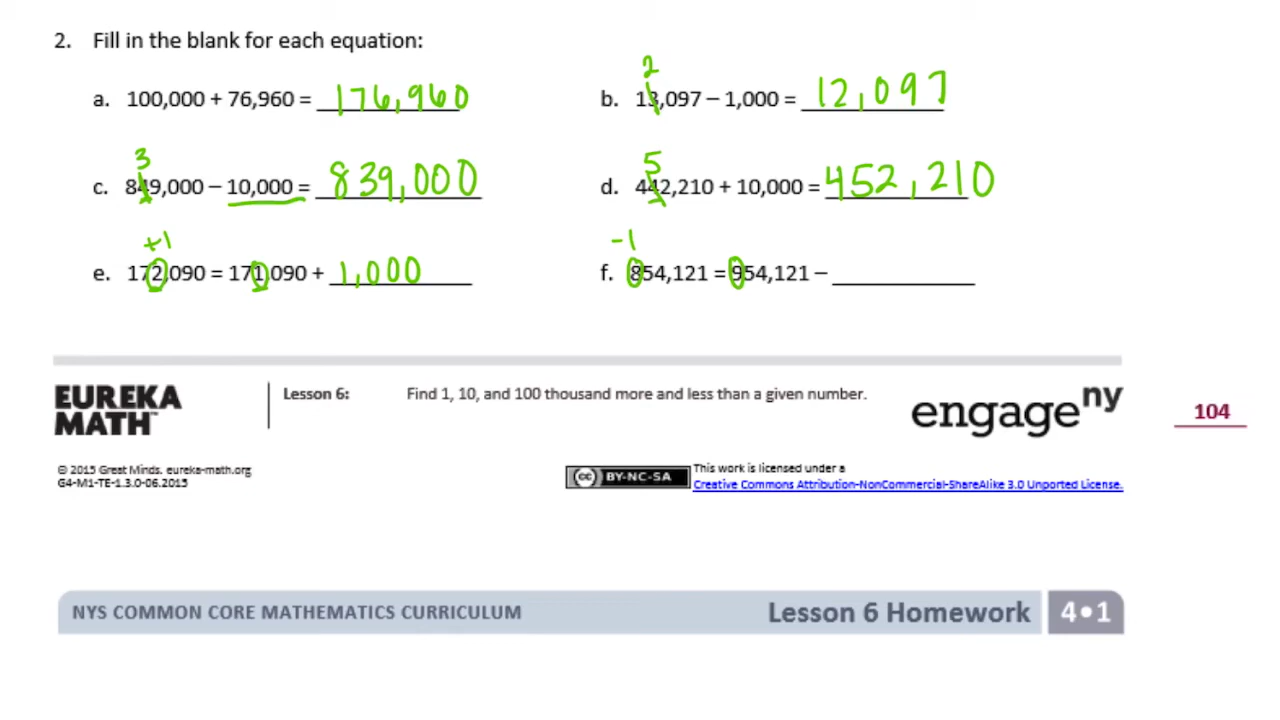 2. Fill in the blank for each equation:
2
a. 100,000 + 76,960 = 176,960 b. 13,097 – 1,000 = 12,097
3 5
c. 849,000 – 10,000 = 839,000 d. 442,210 + 10,000 = 452,210
+1 -1
e. 172,090 = 171,090 + 1,000 f. 854,121 = 954,121 –
EUREKA MATH™
Lesson 6: Find 1, 10, and 100 thousand more and less than a given number.
engage ny
104
© 2015 Great Minds. eureka-math.org
G4-M1-TE-1.3.0-06.2015
cc BY-NC-SA
This work is licensed under a
Creative Commons Attribution-NonCommercial-ShareAlike 3.0 Unported License.
NYS COMMON CORE MATHEMATICS CURRICULUM Lesson 6 Homework 4•1